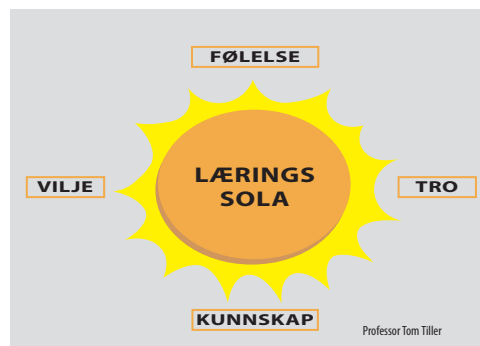 FØLELSE
VILJE
LÆRINGS
SOLA
TRO
KUNNSKAP
Professor Tom Tiller